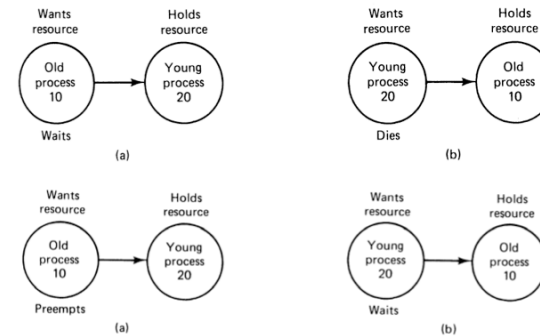 Wants
resource
Holds
resource
Old
process
10
Young
process
20
Waits
(a)
Wants
resource
Holds
resource
Young
process
20
Old
process
10
Dies
(b)
Wants
resource
Holds
resource
Old
process
10
Young
process
20
Preempts
(a)
Wants
resource
Holds
resource
Young
process
20
Old
process
10
Waits
(b)